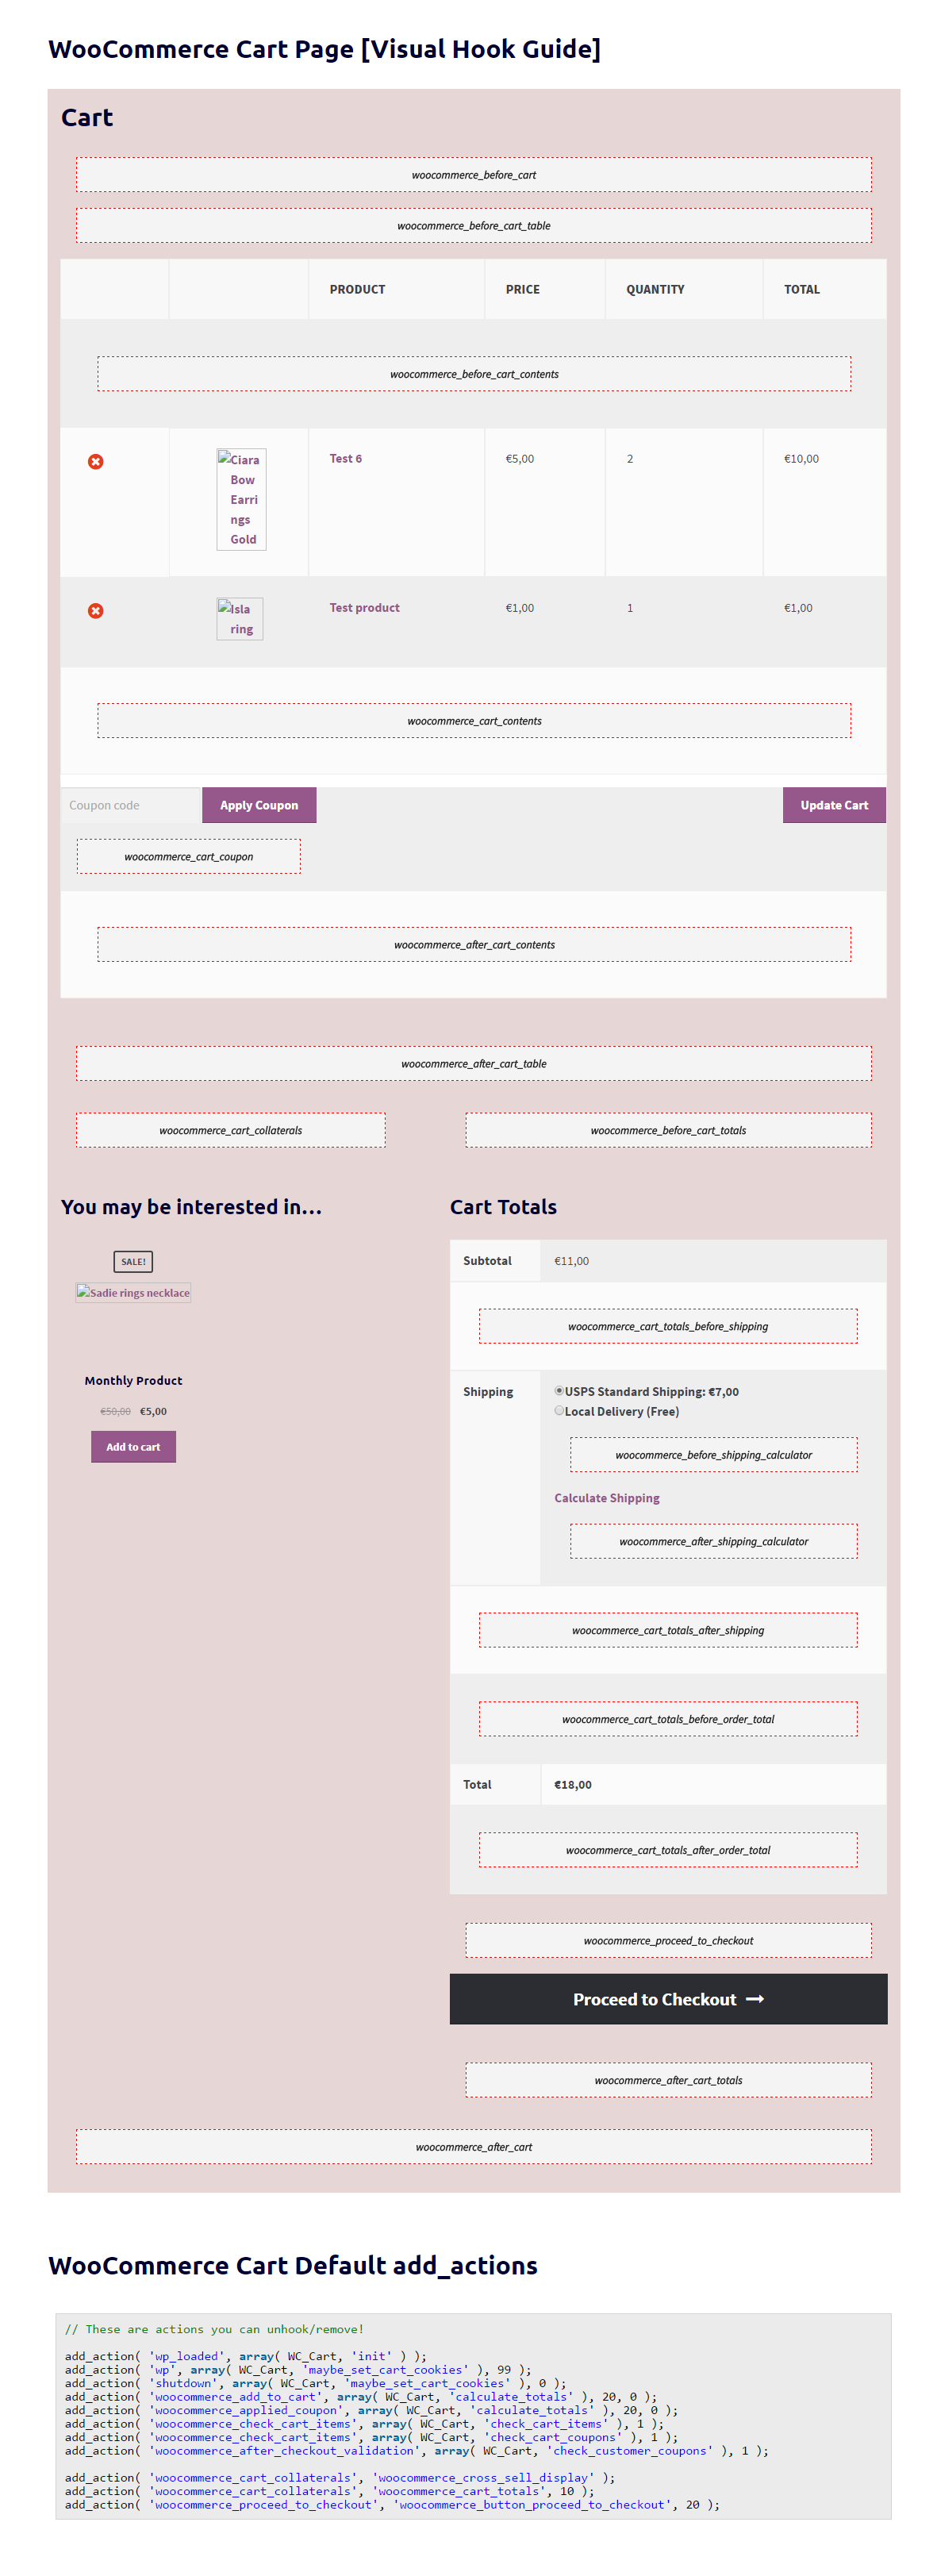 WooCommerce Cart Page [Visual Hook Guide]
Cart
woocommerce_before_cart
woocommerce_before_cart_table
PRODUCT PRICE QUANTITY TOTAL
woocommerce_before_cart_contents
Ciara
Bow
Earri
ngs
Gold
Test 6 €5,00 2 €10,00
Isla
ring
Test product €1,00 1 €1,00
woocommerce_cart_contents
Coupon code Apply Coupon Update Cart
woocommerce_cart_coupon
woocommerce_after_cart_contents
woocommerce_after_cart_table
woocommerce_cart_collaterals
woocommerce_before_cart_totals
You may be interested in…
SALE!
Sadie rings necklace
Monthly Product
€50,00 €5,00
Add to cart
Cart Totals
Subtotal €11,00
woocommerce_cart_totals_before_shipping
Shipping USPS Standard Shipping: €7,00
Local Delivery (Free)
woocommerce_before_shipping_calculator
Calculate Shipping
woocommerce_after_shipping_calculator
woocommerce_cart_totals_after_shipping
woocommerce_cart_totals_before_order_total
Total €18,00
woocommerce_cart_totals_after_order_total
woocommerce_proceed_to_checkout
Proceed to Checkout →
woocommerce_after_cart_totals
woocommerce_after_cart
WooCommerce Cart Default add_actions
// These are actions you can unhook/remove!
add_action( 'wp_loaded', array( WC_Cart, 'init' ) );
add_action( 'wp', array( WC_Cart, 'maybe_set_cart_cookies' ), 99 );
add_action( 'shutdown', array( WC_Cart, 'maybe_set_cart_cookies' ), 0 );
add_action( 'woocommerce_add_to_cart', array( WC_Cart, 'calculate_totals' ), 20, 0 );
add_action( 'woocommerce_applied_coupon', array( WC_Cart, 'calculate_totals' ), 20, 0 );
add_action( 'woocommerce_check_cart_items', array( WC_Cart, 'check_cart_items' ), 1 );
add_action( 'woocommerce_check_cart_items', array( WC_Cart, 'check_cart_coupons' ), 1 );
add_action( 'woocommerce_after_checkout_validation', array( WC_Cart, 'check_customer_coupons' ), 1 );
add_action( 'woocommerce_cart_collaterals', 'woocommerce_cross_sell_display' );
add_action( 'woocommerce_cart_collaterals', 'woocommerce_cart_totals', 10 );
add_action( 'woocommerce_proceed_to_checkout', 'woocommerce_button_proceed_to_checkout', 20 );